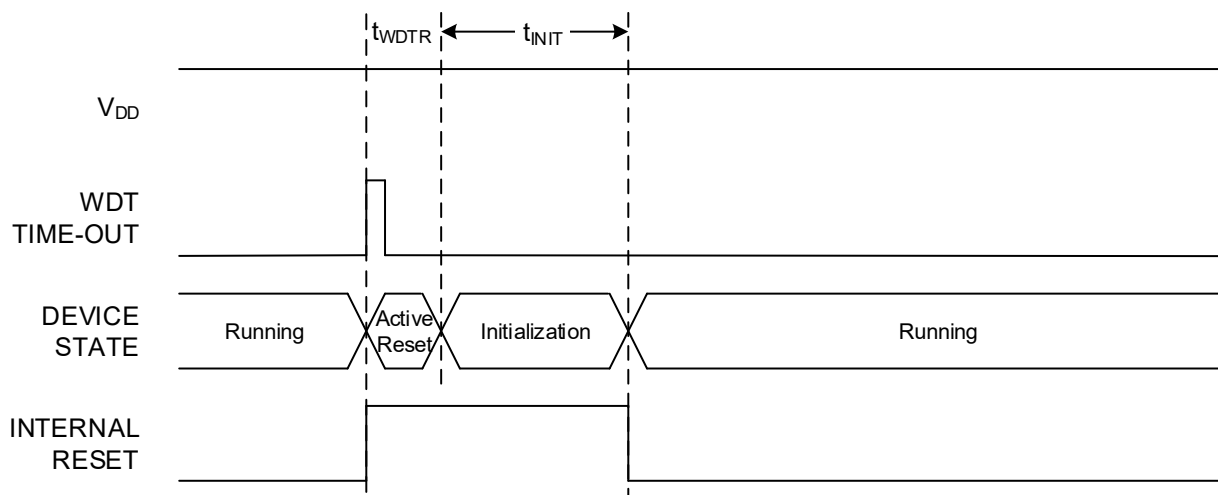 tWDTR
tINIT
VDD
WDT
TIME-OUT
DEVICE
STATE
Running
Active
Reset
Initialization
Running
INTERNAL
RESET